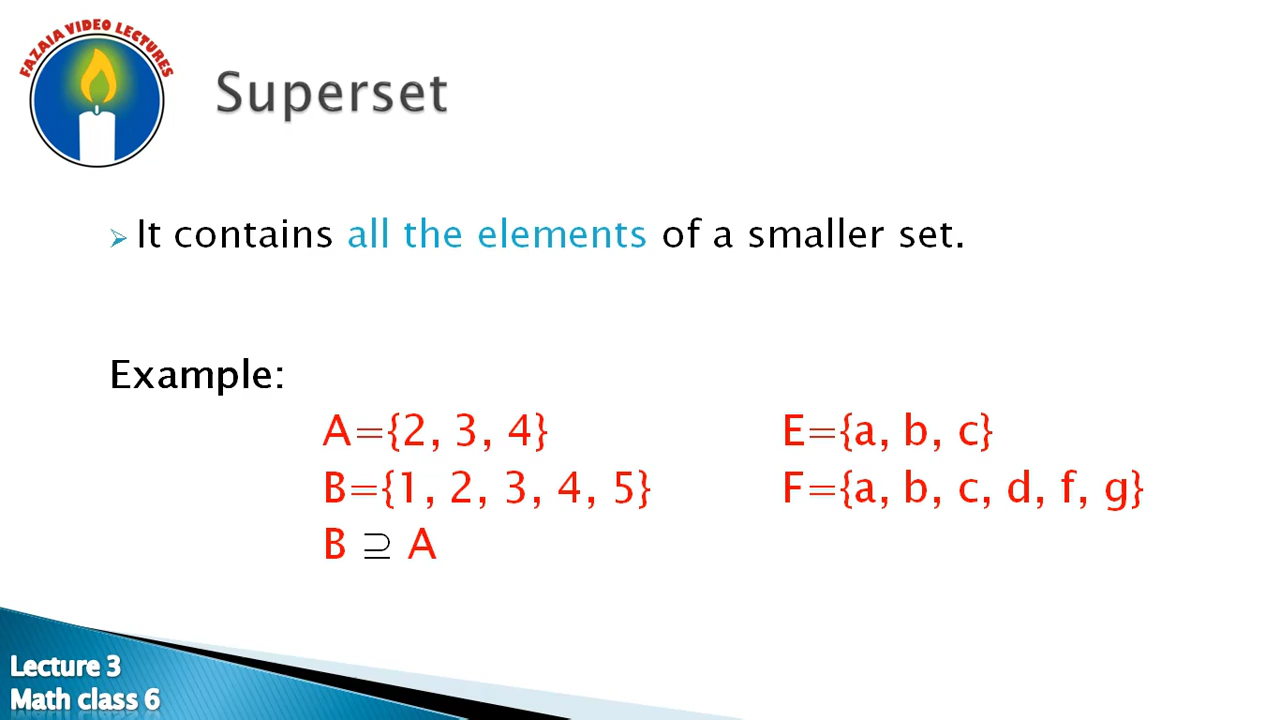 FAZAIA VIDEO LECTURES
Superset
It contains all the elements of a smaller set.
Example:
A={2, 3, 4}
B={1, 2, 3, 4, 5}
B ⊇ A
E={a, b, c}
F={a, b, c, d, f, g}
Lecture 3
Math class 6